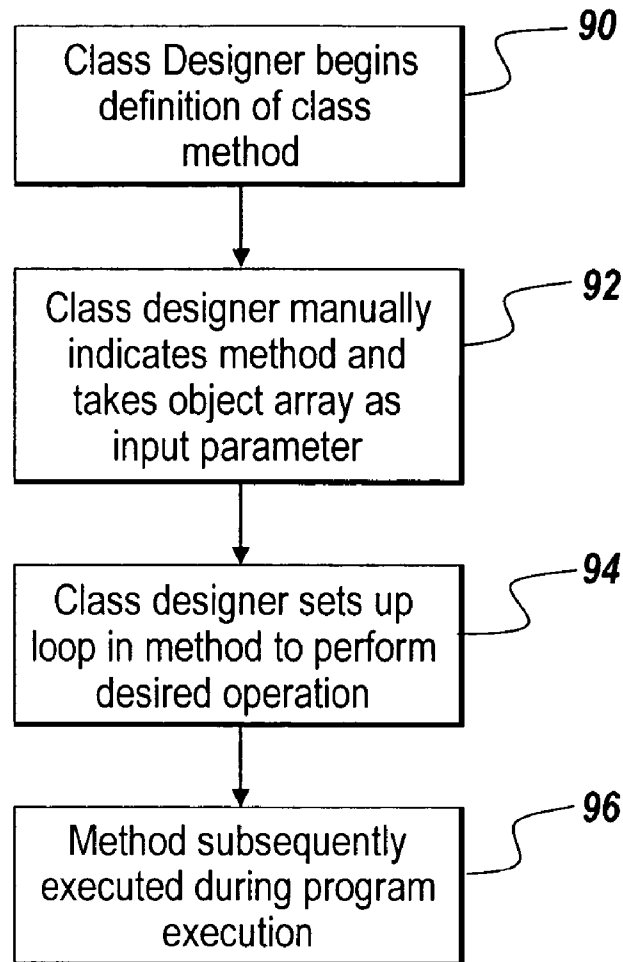 90
Class Designer begins
definition of class
method
92
Class designer manually
indicates method and
takes object array as
input parameter
94
Class designer sets up
loop in method to perform
desired operation
96
Method subsequently
executed during program
execution